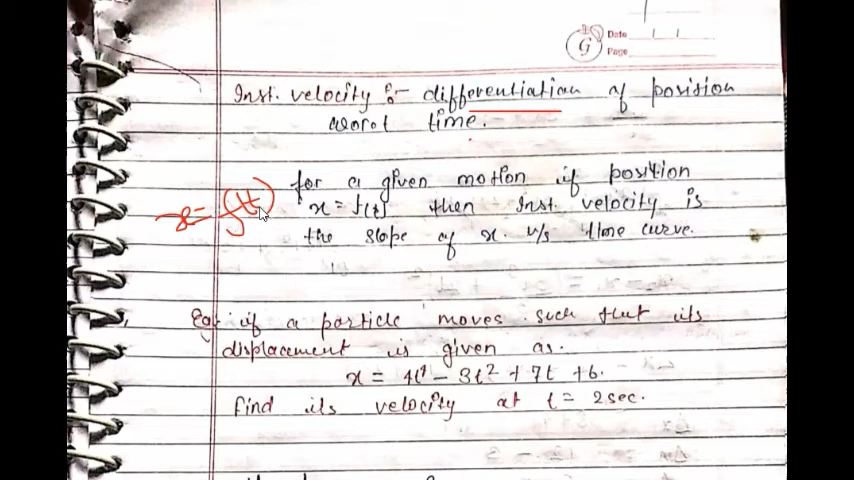 G
Date
Page
Inst. velocity :- differentiation of position
w.r.t time.
for a given motion if position
x = f(t) then inst. velocity is
x = f(t)
the slope of x v/s time curve.
Eg:- if a particle moves such that its
displacement is given as.
x = 4t³ - 3t² + 7t + 6.
find its velocity at t = 2 sec.